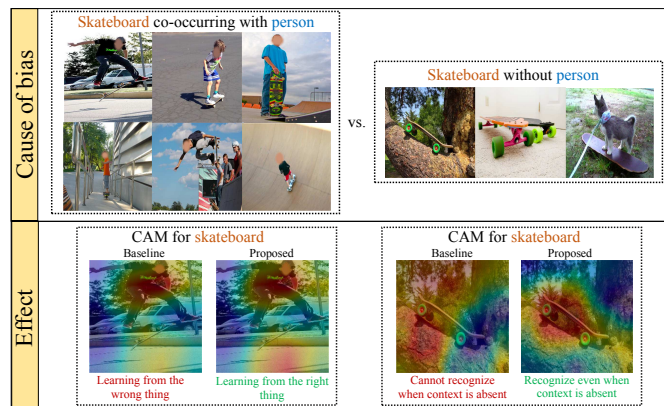 Cause of bias
Skateboard co-occurring with person
vs.
Skateboard without person
Effect
CAM for skateboard
Baseline
Proposed
Learning from the
wrong thing
Learning from the right
thing
CAM for skateboard
Baseline
Proposed
Cannot recognize
when context is absent
Recognize even when
context is absent